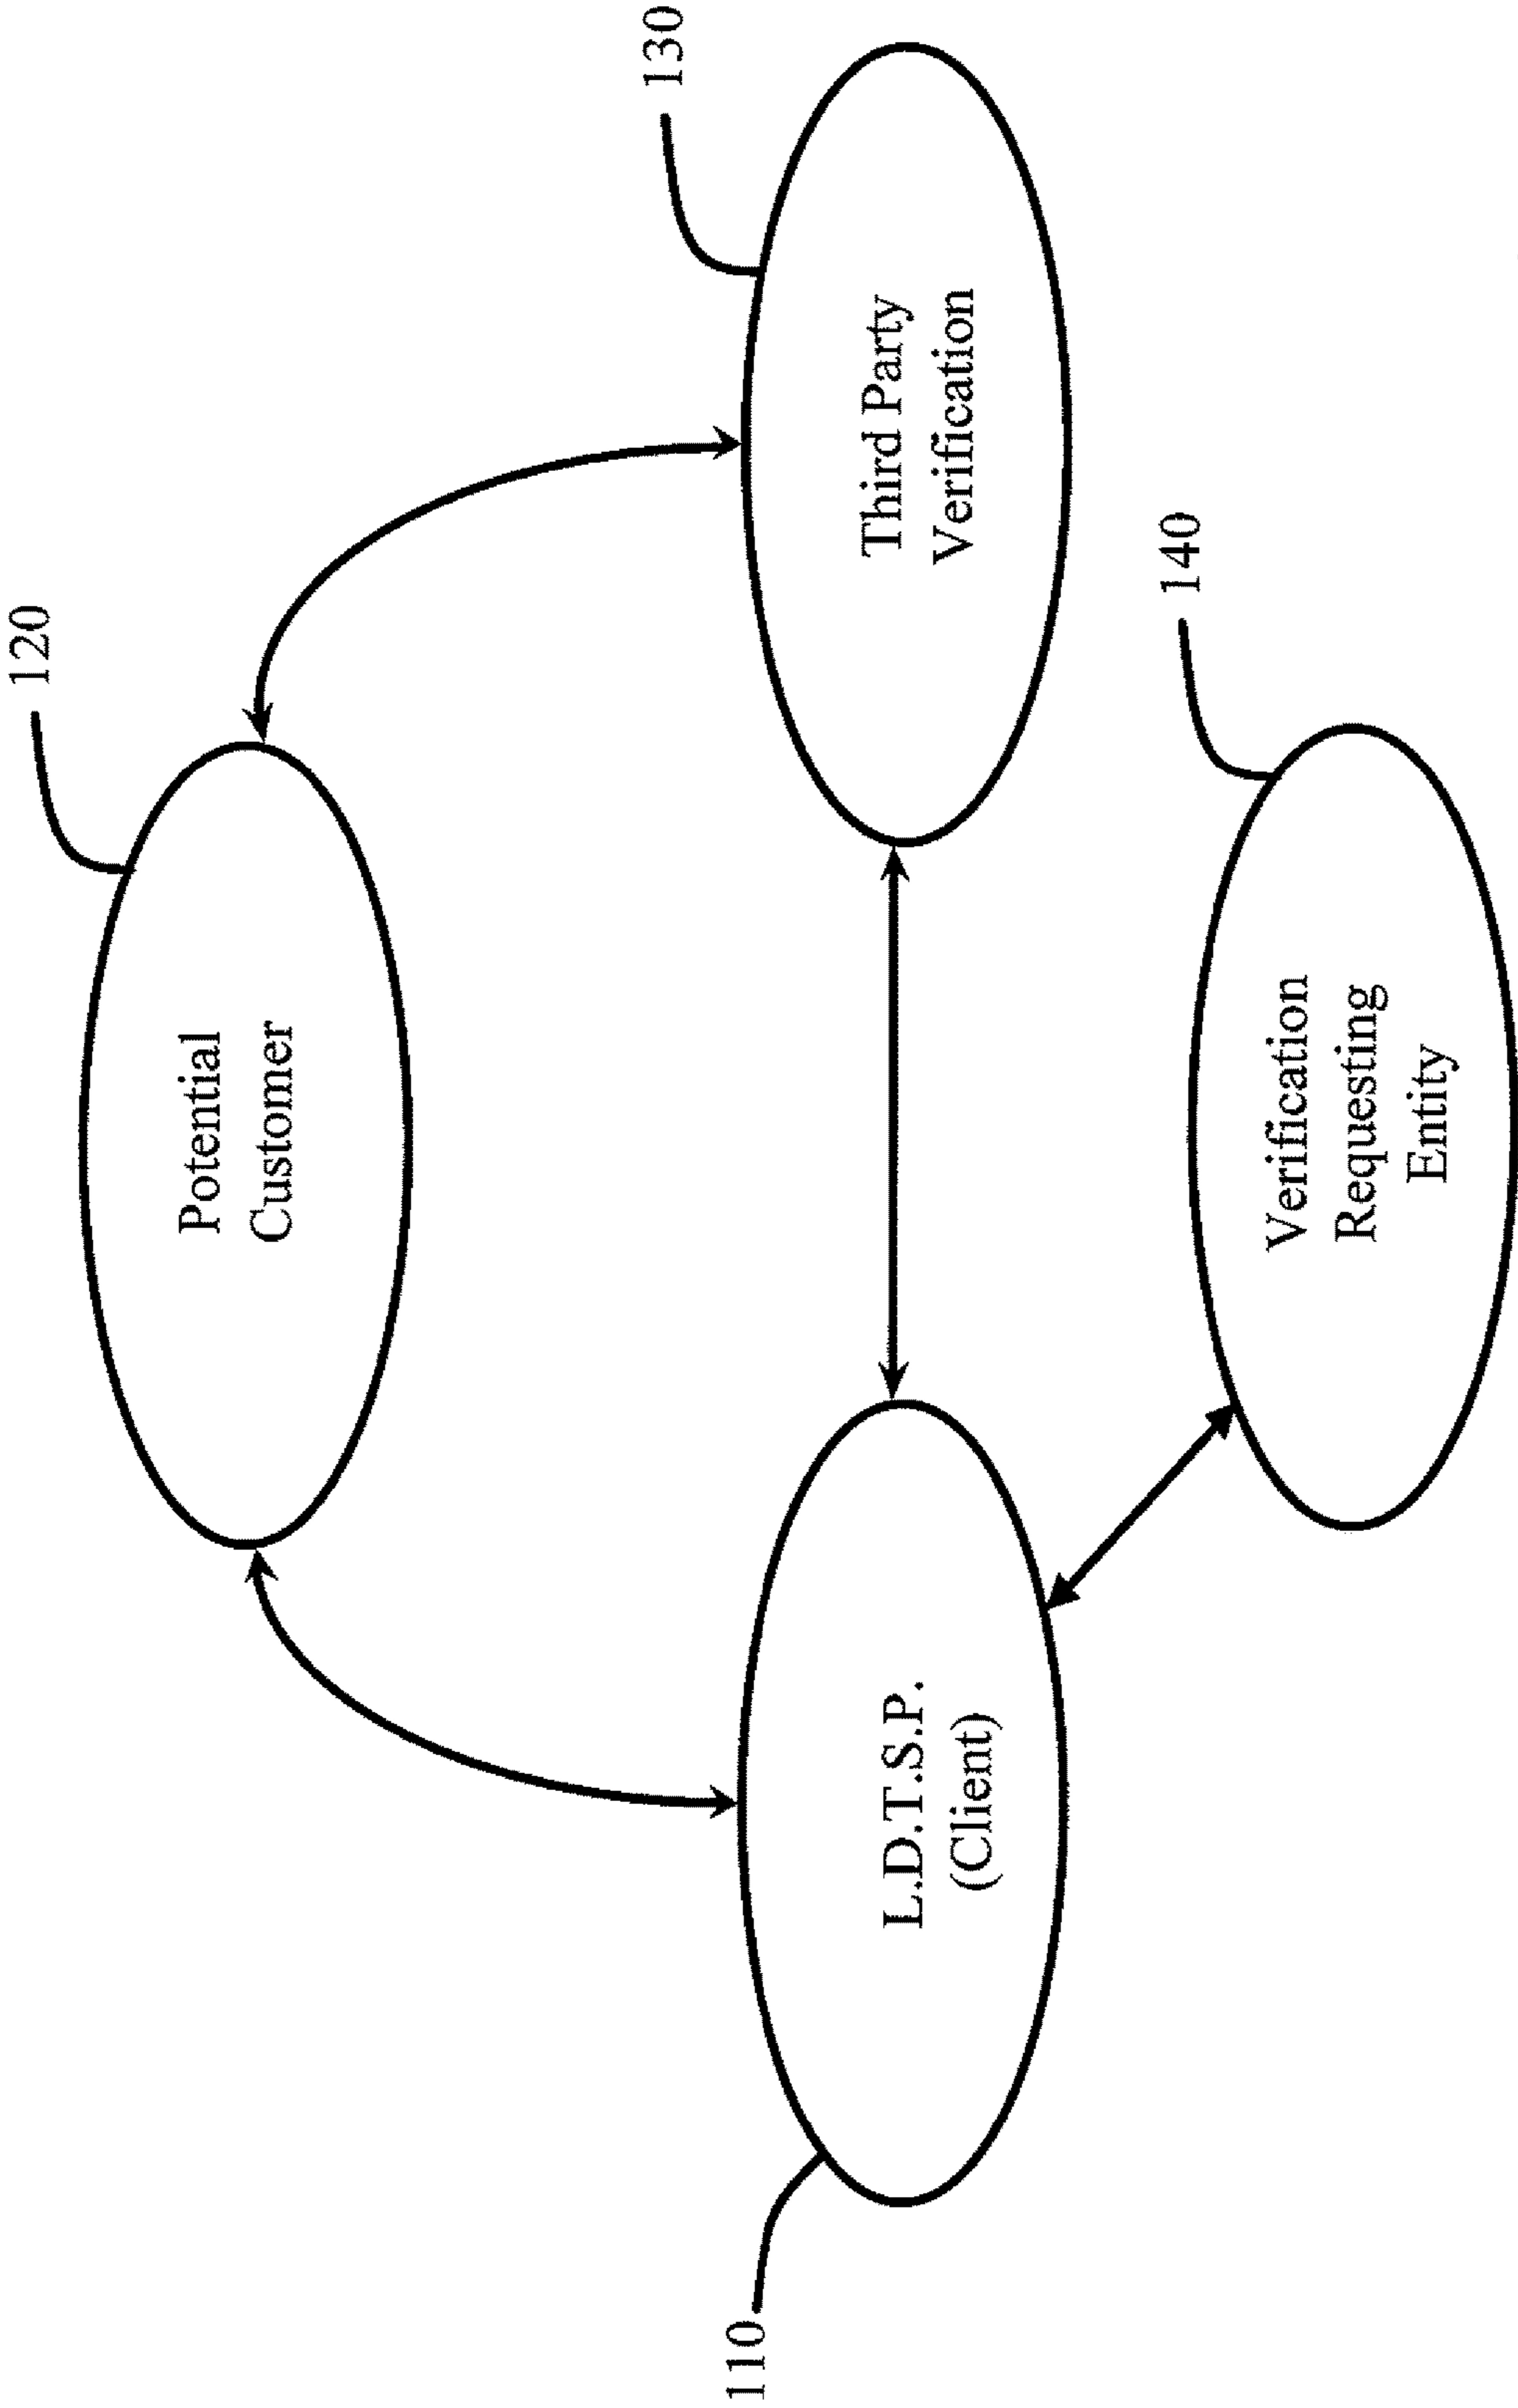 120
Potential
Customer
130
110
L.D.T.S.P.
(Client)
Third Party
Verification
140
Verification
Requesting
Entity